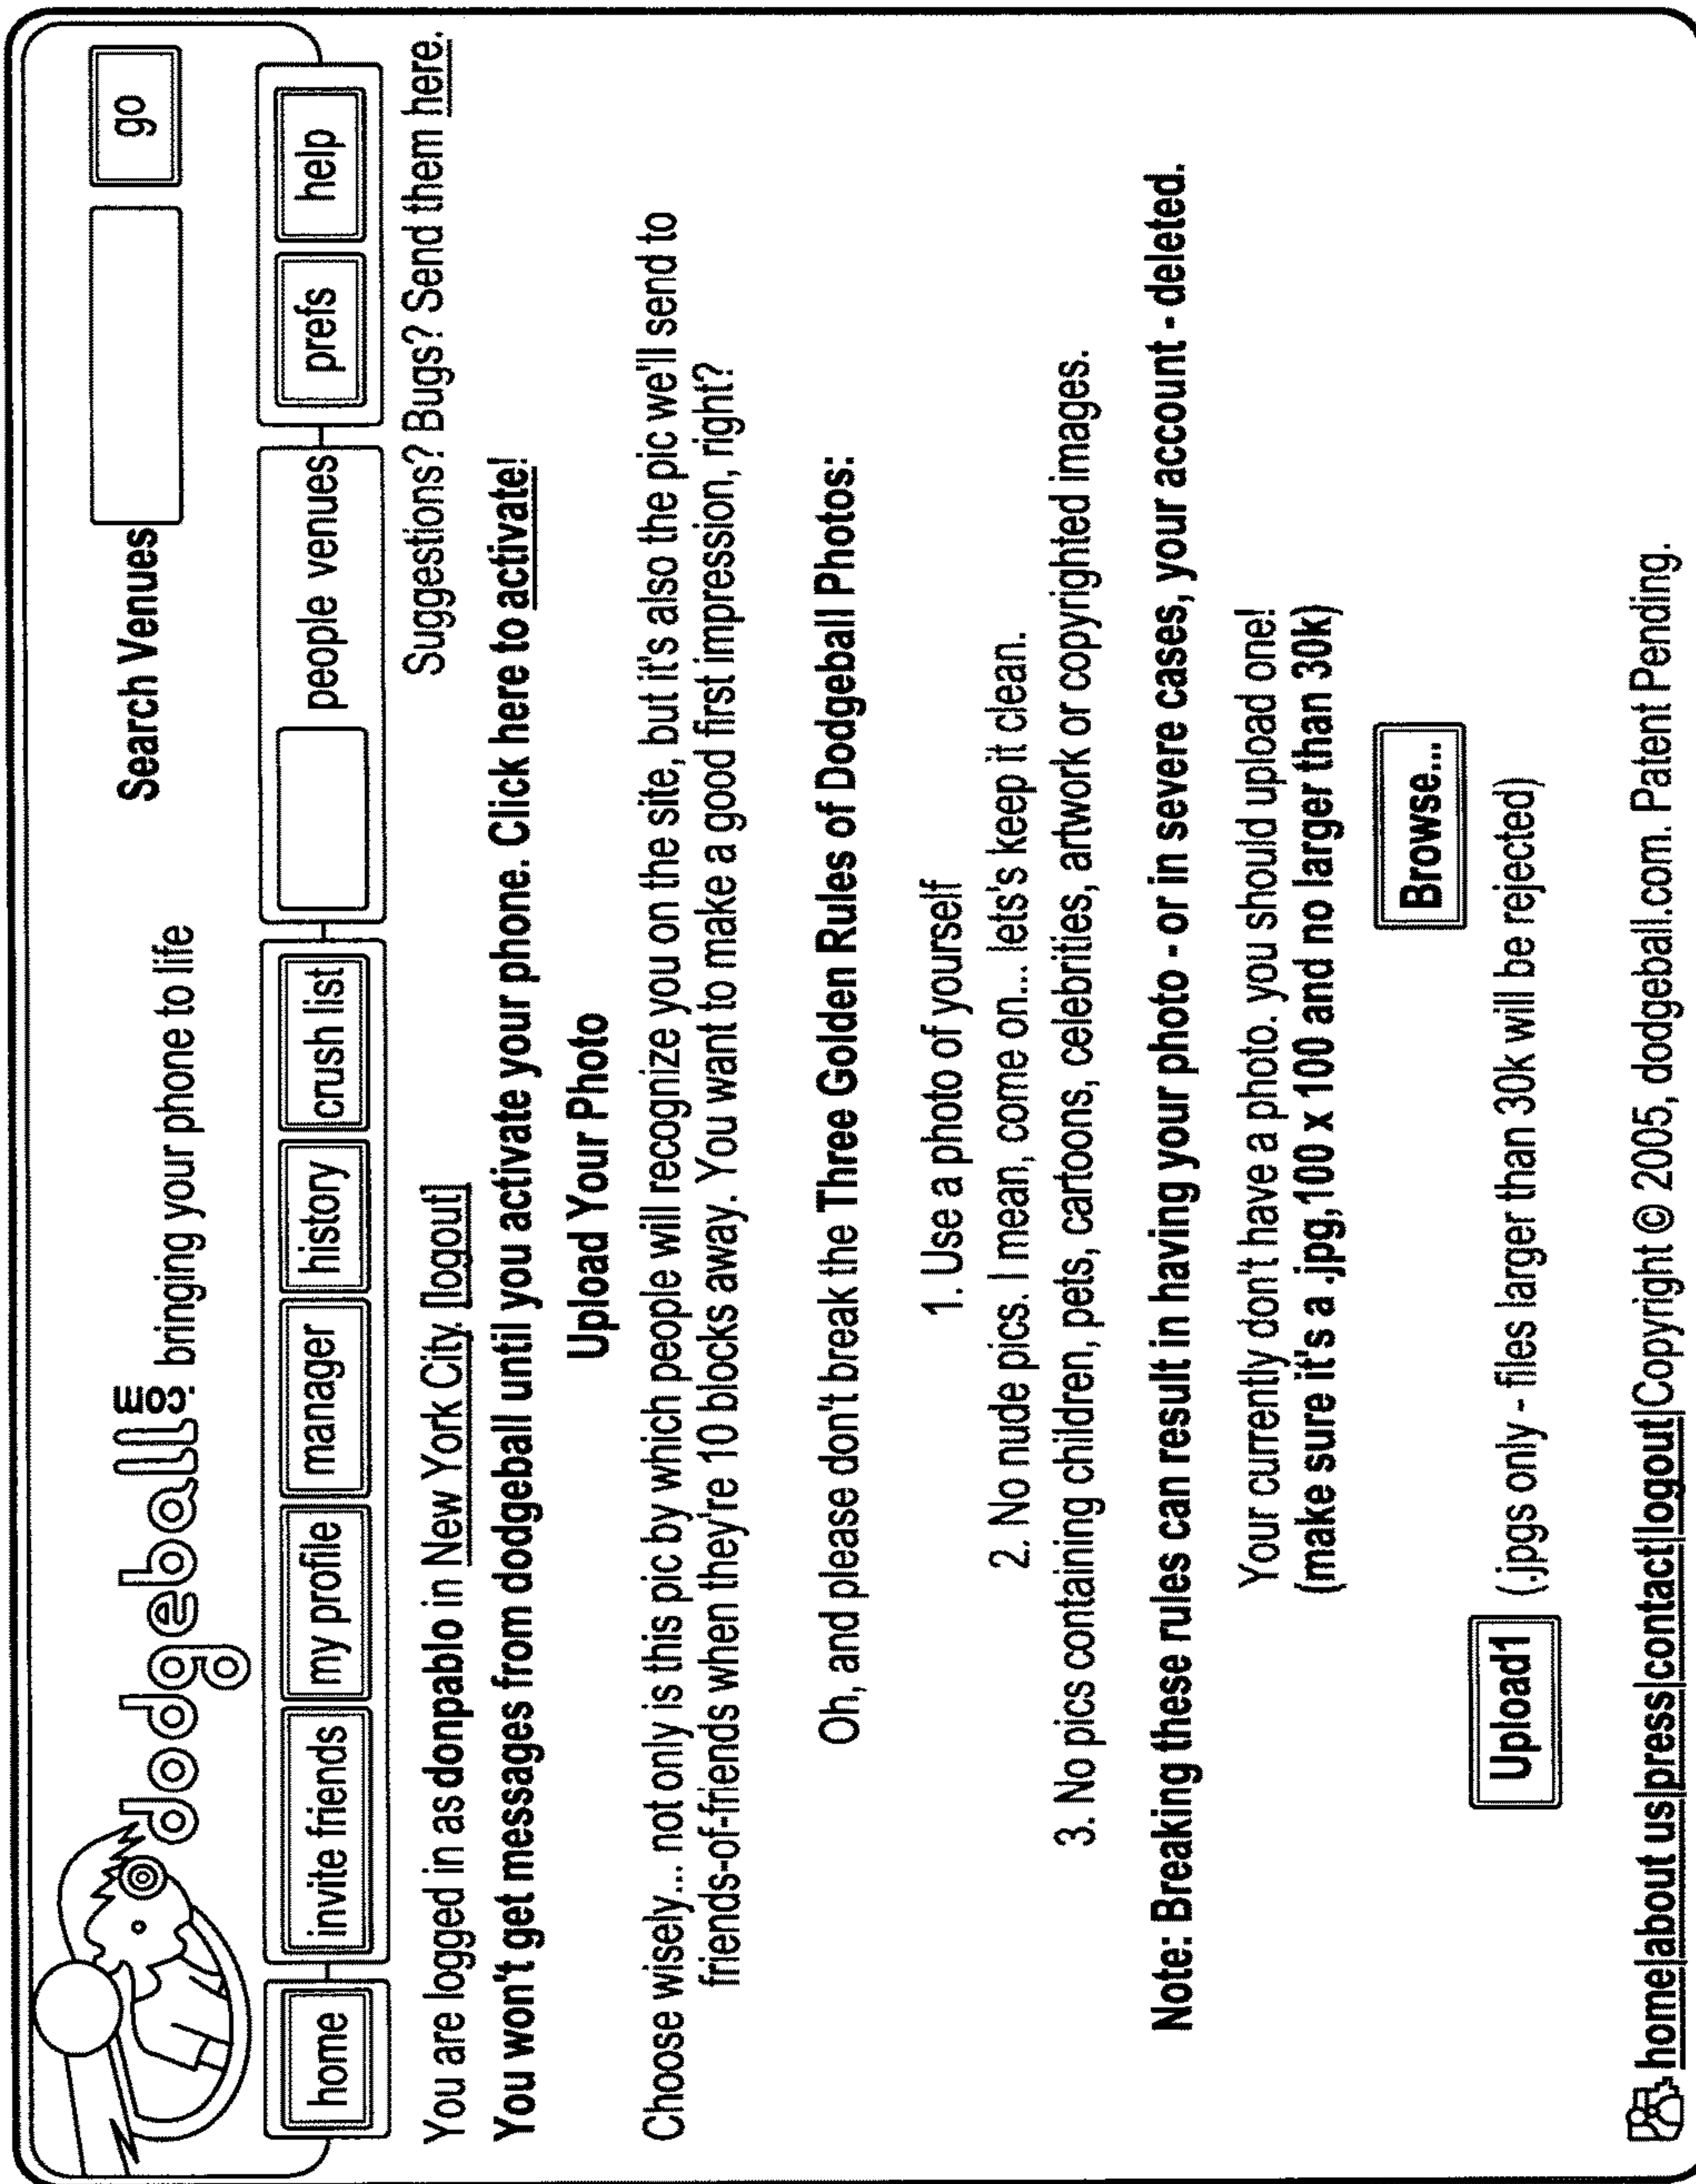 dodgeball.com bringing your phone to life Search Venues go
home invite friends my profile manager history crush list people venues prefs help
You are logged in as donpablo in New York City. [logout] Suggestions? Bugs? Send them here.
You won't get messages from dodgeball until you activate your phone. Click here to activate!
Upload Your Photo
Choose wisely... not only is this pic by which people will recognize you on the site, but it's also the pic we'll send to
friends-of-friends when they're 10 blocks away. You want to make a good first impression, right?
Oh, and please don't break the Three Golden Rules of Dodgeball Photos:
1. Use a photo of yourself
2. No nude pics. I mean, come on... lets's keep it clean.
3. No pics containing children, pets, cartoons, celebrities, artwork or copyrighted images.
Note: Breaking these rules can result in having your photo - or in severe cases, your account - deleted.
Your currently don't have a photo. you should upload one!
(make sure it's a .jpg,100 x 100 and no larger than 30k)
Browse...
Upload1 (.jpgs only - files larger than 30k will be rejected)
home|about us|press|contact|logout|Copyright © 2005, dodgeball.com. Patent Pending.